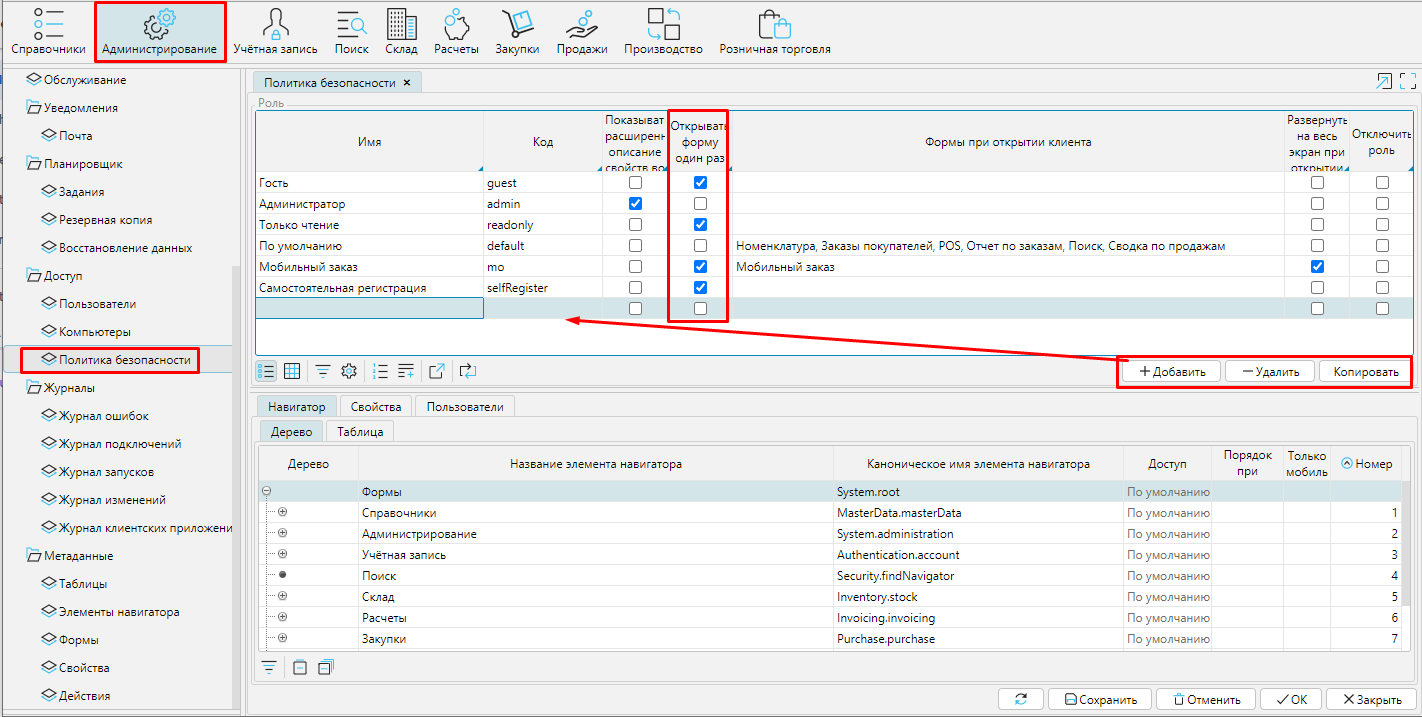 Справочники Администрирование Учётная запись Поиск Склад Расчеты Закупки Продажи Производство Розничная торговля
Обслуживание
Уведомления
Почта
Планировщик
Задания
Резервная копия
Восстановление данных
Доступ
Пользователи
Компьютеры
Политика безопасности
Журналы
Журнал ошибок
Журнал подключений
Журнал запусков
Журнал изменений
Журнал клиентских приложени
Метаданные
Таблицы
Элементы навигатора
Формы
Свойства
Действия
Политика безопасности ×
Роль
Имя
Код
Показыват
расширенн
описание
свойств во
Открывать
форму
один раз
Формы при открытии клиента
Развернуть
на весь
экран при
открытии
Отключить
роль
Гость guest
Администратор admin
Только чтение readonly
По умолчанию default Номенклатура, Заказы покупателей, POS, Отчет по заказам, Поиск, Сводка по продажам
Мобильный заказ mo Мобильный заказ
Самостоятельная регистрация selfRegister
+ Добавить — Удалить Копировать
Навигатор Свойства Пользователи
Дерево Таблица
Дерево
Название элемента навигатора
Каноническое имя элемента навигатора
Доступ
Порядок
при
Только
мобиль
Номер
Формы System.root По умолчанию
Справочники MasterData.masterData По умолчанию 1
Администрирование System.administration По умолчанию 2
Учётная запись Authentication.account По умолчанию 3
Поиск Security.findNavigator По умолчанию 4
Склад Inventory.stock По умолчанию 5
Расчеты Invoicing.invoicing По умолчанию 6
Закупки Purchase.purchase По умолчанию 7
Сохранить Отменить OK Закрыть